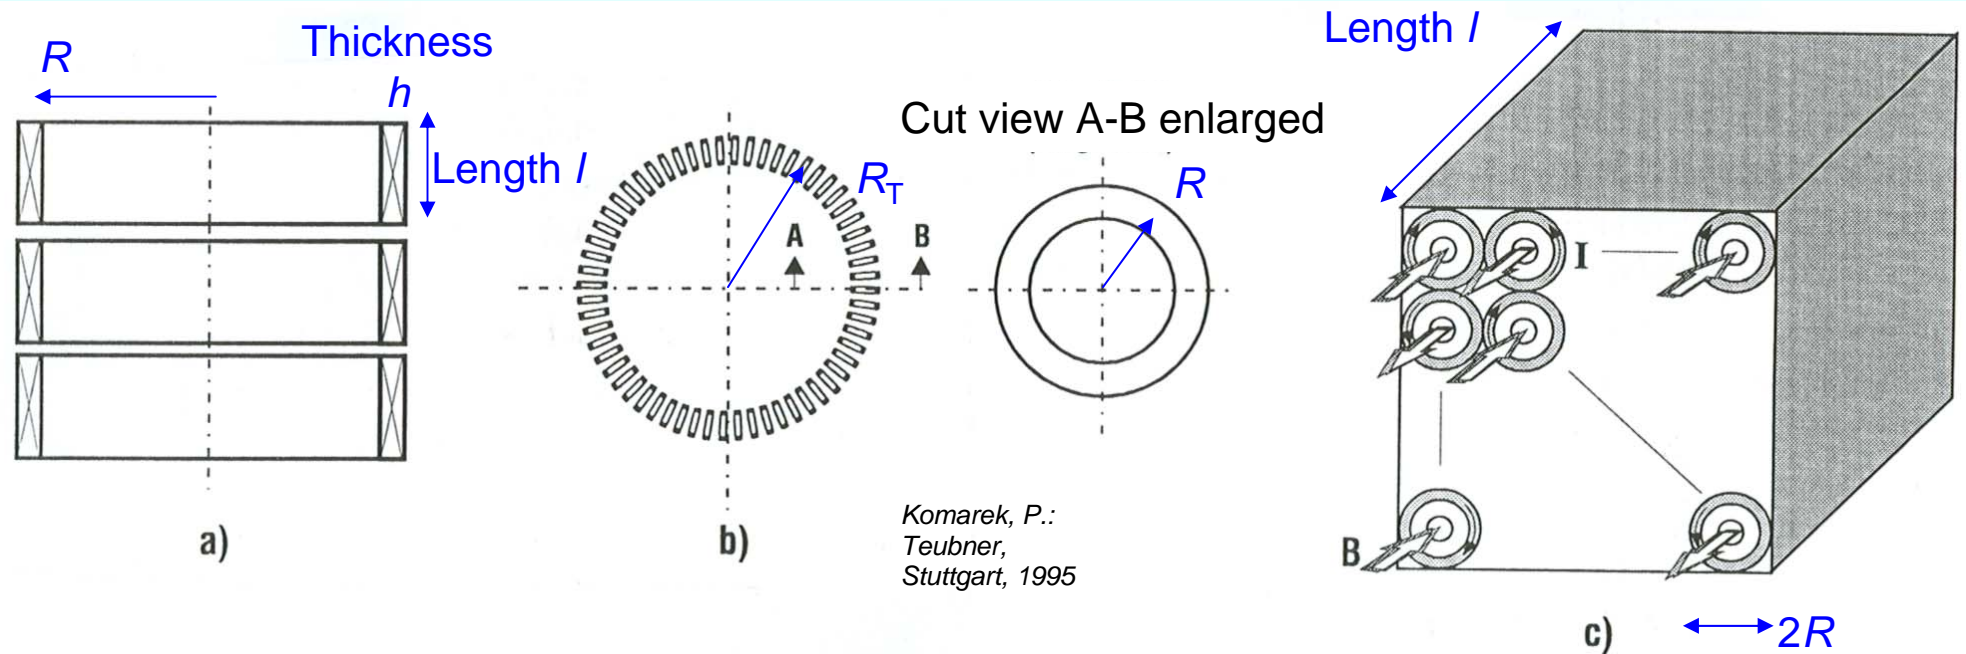 R
Thickness
h
Length l
a)
R_T
A
B
b)
Cut view A-B enlarged
R
Komarek, P.:
Teubner,
Stuttgart, 1995
Length l
I
B
c)
2R